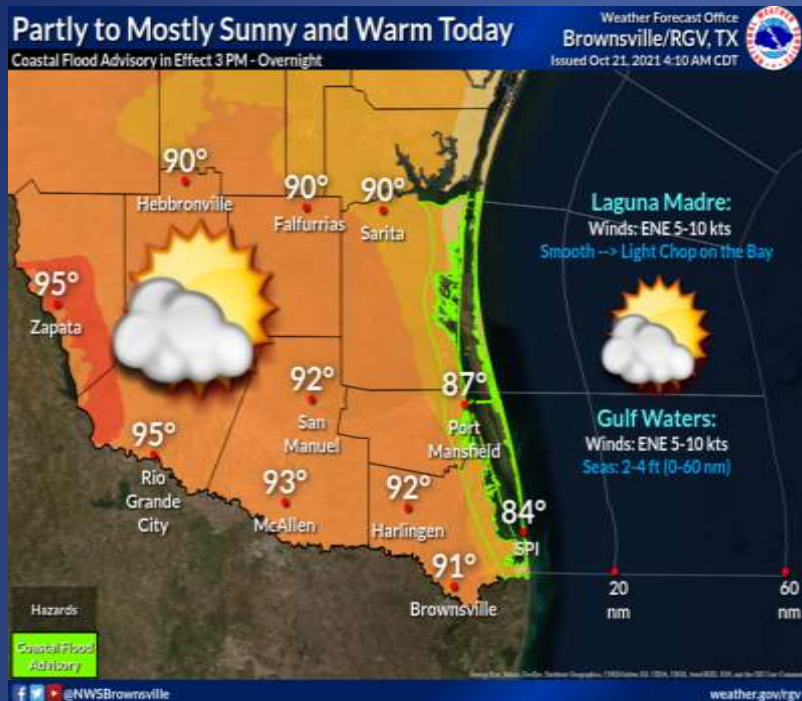 Partly to Mostly Sunny and Warm Today
Coastal Flood Advisory in Effect 3 PM - Overnight
Weather Forecast Office
Brownsville/RGV, TX
Issued Oct 21, 2021 4:10 AM CDT
NATIONAL WEATHER SERVICE
90°
Hebbronville
90°
Falfurrias
90°
Sarita
Laguna Madre:
Winds: ENE 5-10 kts
Smooth --> Light Chop on the Bay
95°
Zapata
92°
San
Manuel
87°
Port
Mansfield
Gulf Waters:
Winds: ENE 5-10 kts
Seas: 2-4 ft (0-60 nm)
95°
Rio
Grande
City
93°
McAllen
92°
Harlingen
84°
SPI
91°
Brownsville
20
nm
60
nm
Hazards
Coastal Flood
Advisory
@NWSBrownsville
weather.gov/rgv